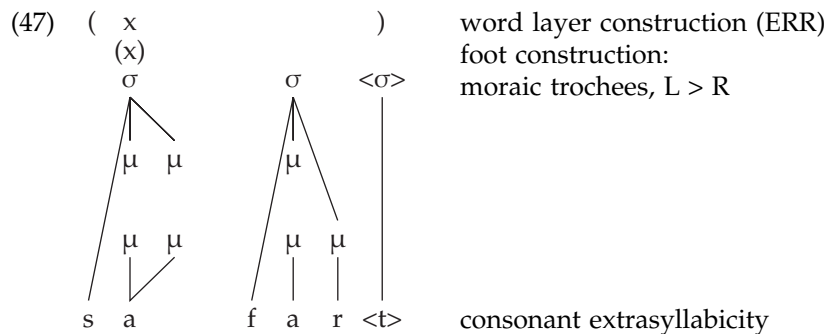 (47) ( x ) word layer construction (ERR)
(x) foot construction:
σ σ <σ> moraic trochees, L > R
μ μ μ
μ μ μ μ
s a f a r <t> consonant extrasyllabicity